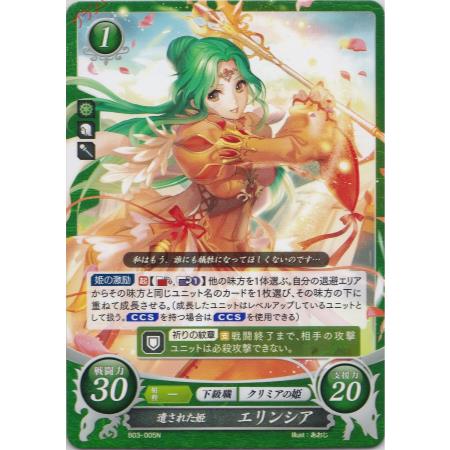 1
私はもう、誰にも犠牲になってほしくないのです…
姫の激励 起 【 、 1】他の味方を1体選ぶ。自分の退避エリア
からその味方と同じユニット名のカードを1枚選び、その味方の下に
重ねて成長させる。(成長したユニットはレベルアップしているユニットと
して扱う。CCSを持つ場合はCCSできる)
祈りの紋章 支 戦闘終了まで、相手の攻撃
ユニットは必殺攻撃できない。
戦闘力
30
初期 ー
下級職
クリミアの姫
支援力
20
遺された姫 エリンシア
B03-005N
Illust:あおじ